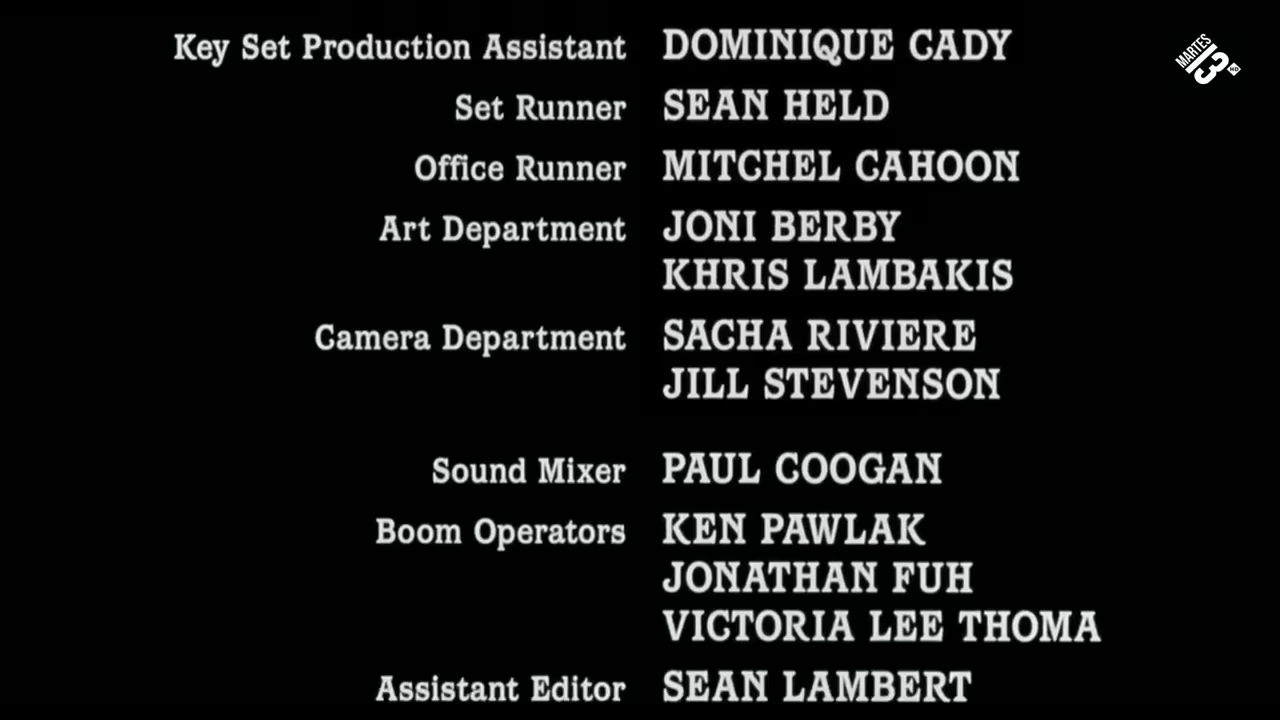 Key Set Production Assistant DOMINIQUE CADY
MARTES
13 HD
Set Runner SEAN HELD
Office Runner MITCHEL CAHOON
Art Department JONI BERBY
KHRIS LAMBAKIS
Camera Department SACHA RIVIERE
JILL STEVENSON
Sound Mixer PAUL COOGAN
Boom Operators KEN PAWLAK
JONATHAN FUH
VICTORIA LEE THOMA
Assistant Editor SEAN LAMBERT